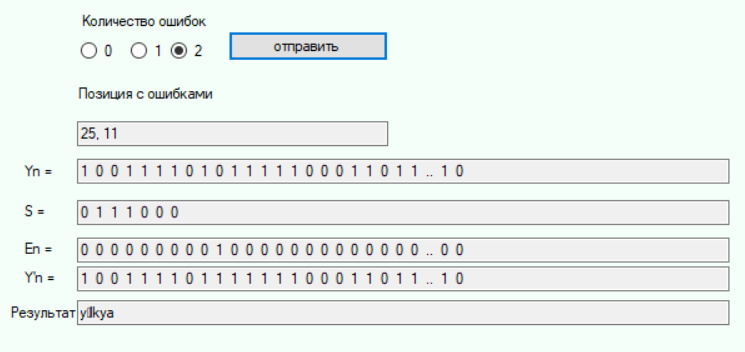 Количество ошибок
0 1 2 отправить
Позиция с ошибками
25, 11
Yn = 1 0 0 1 1 1 1 0 1 0 1 1 1 1 1 1 0 0 0 1 1 0 1 1 .. 1 0
S = 0 1 1 1 0 0 0
En = 0 0 0 0 0 0 0 0 0 1 0 0 0 0 0 0 0 0 0 0 0 0 0 .. 0 0
Y'n = 1 0 0 1 1 1 1 0 1 1 1 1 1 1 1 1 0 0 0 1 1 0 1 1 .. 1 0
Результат y▯lkya